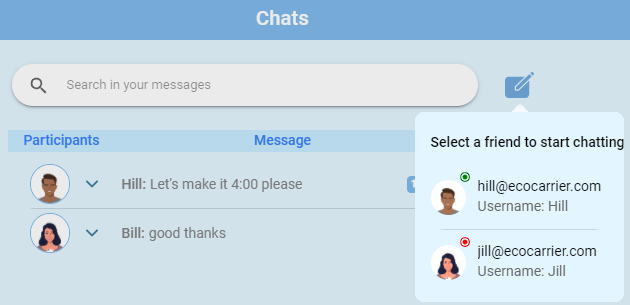 Chats
Search in your messages
Participants Message
Select a friend to start chatting
Hill: Let's make it 4:00 please
hill@ecocarrier.com
Username: Hill
Bill: good thanks
jill@ecocarrier.com
Username: Jill